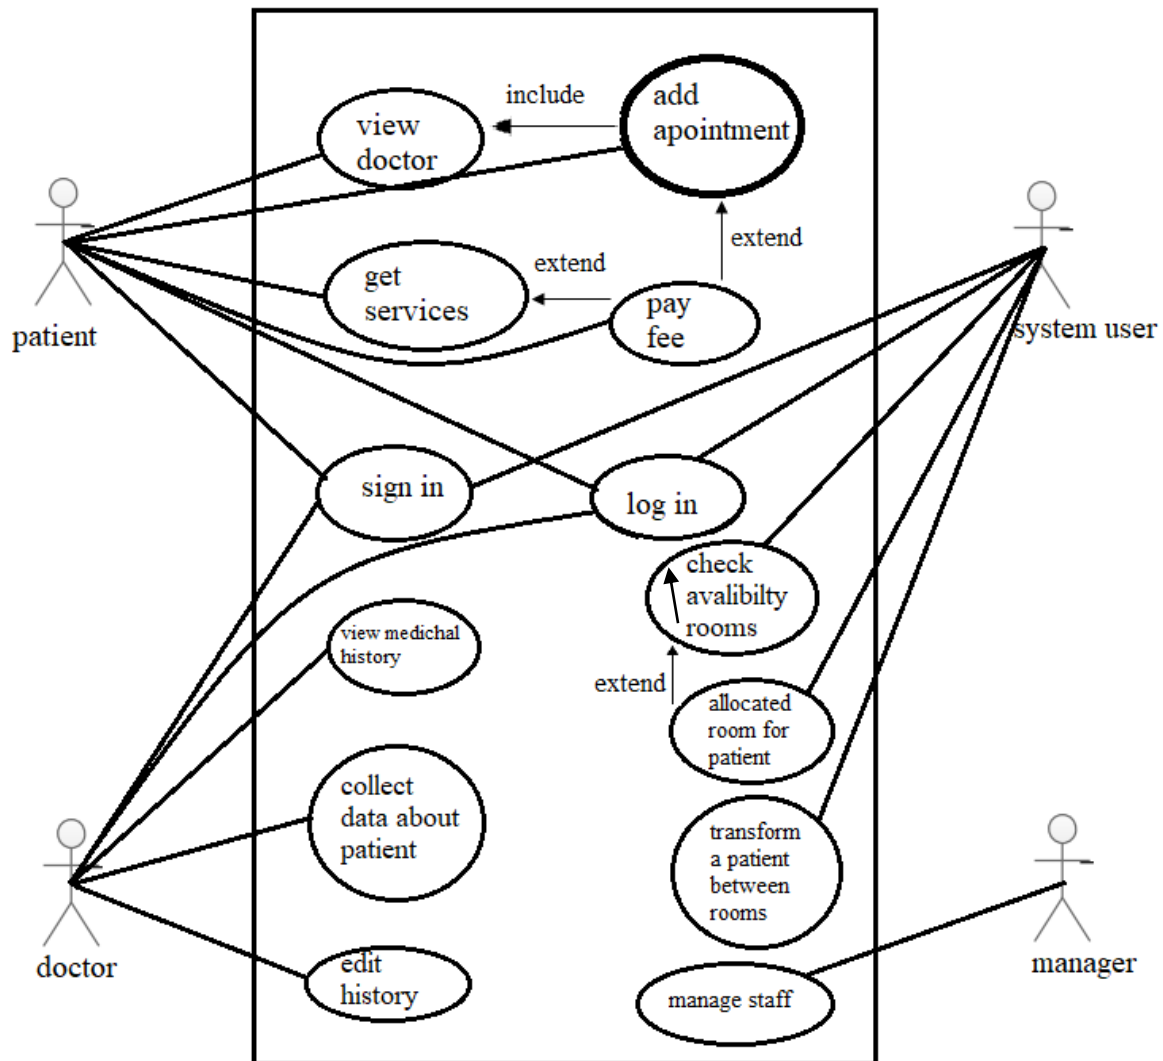 include
add
apointment
view
doctor
extend
get
services
extend
pay
fee
patient
system user
sign in
log in
check
avalibilty
rooms
view medichal
history
extend
allocated
room for
patient
collect
data about
patient
transform
a patient
between
rooms
doctor
edit
history
manage staff
manager